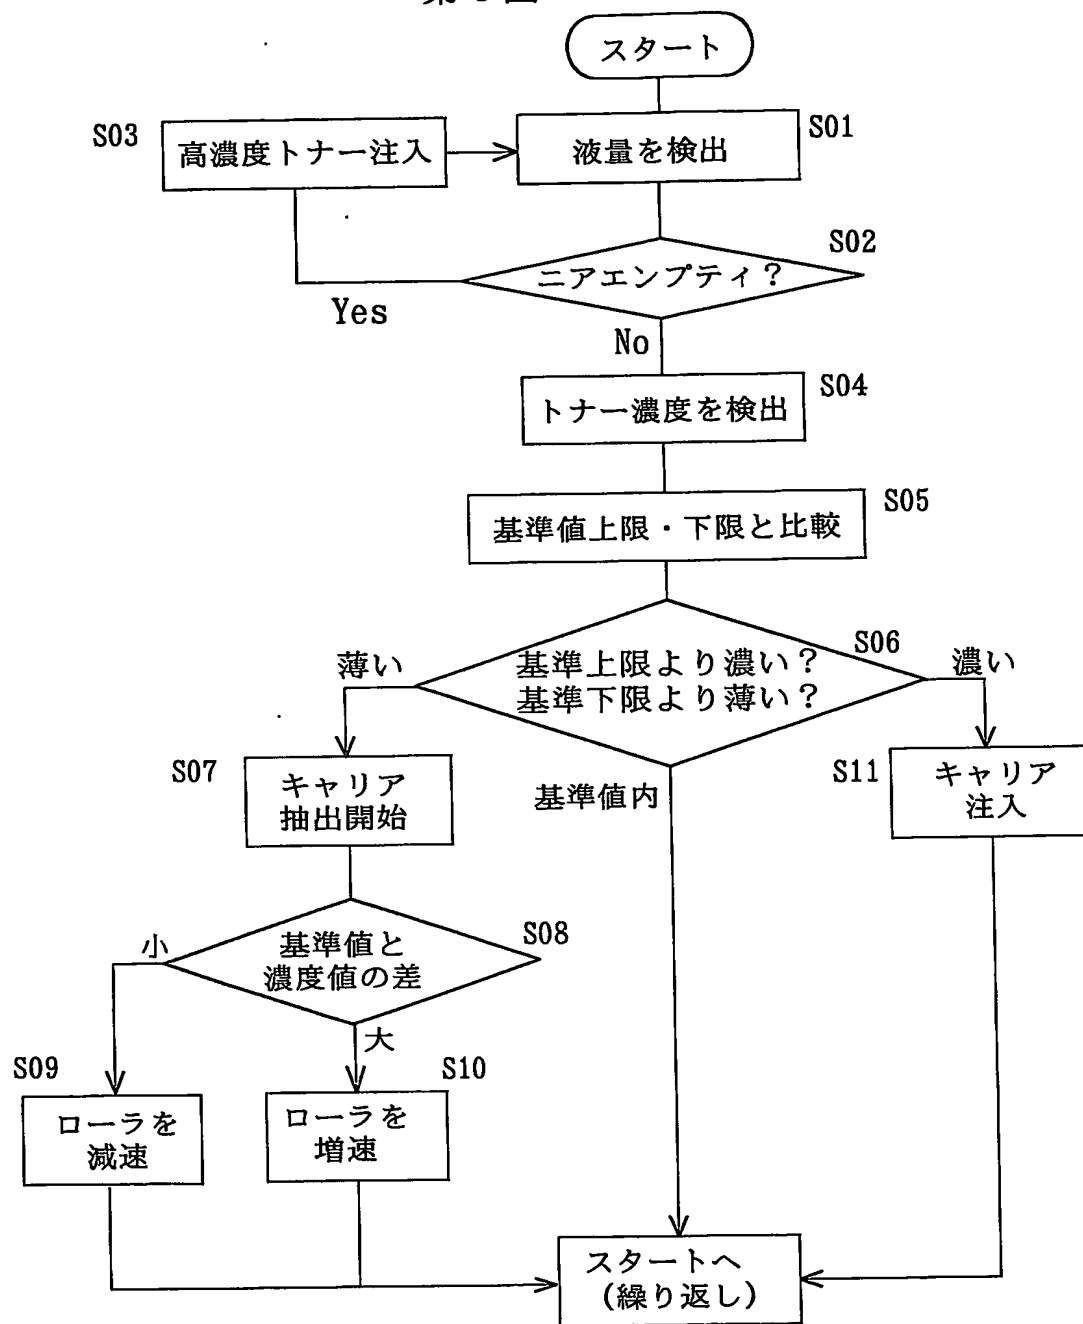 スタート
S03
高濃度トナー注入
液量を検出
S01
S02
ニアエンプティ？
Yes
No
トナー濃度を検出
S04
基準値上限・下限と比較
S05
S06
基準上限より濃い？
基準下限より薄い？
薄い
濃い
S07
キャリア
抽出開始
基準値内
S11
キャリア
注入
S08
基準値と
濃度値の差
小
大
S09
ローラを
減速
S10
ローラを
増速
スタートへ
(繰り返し)